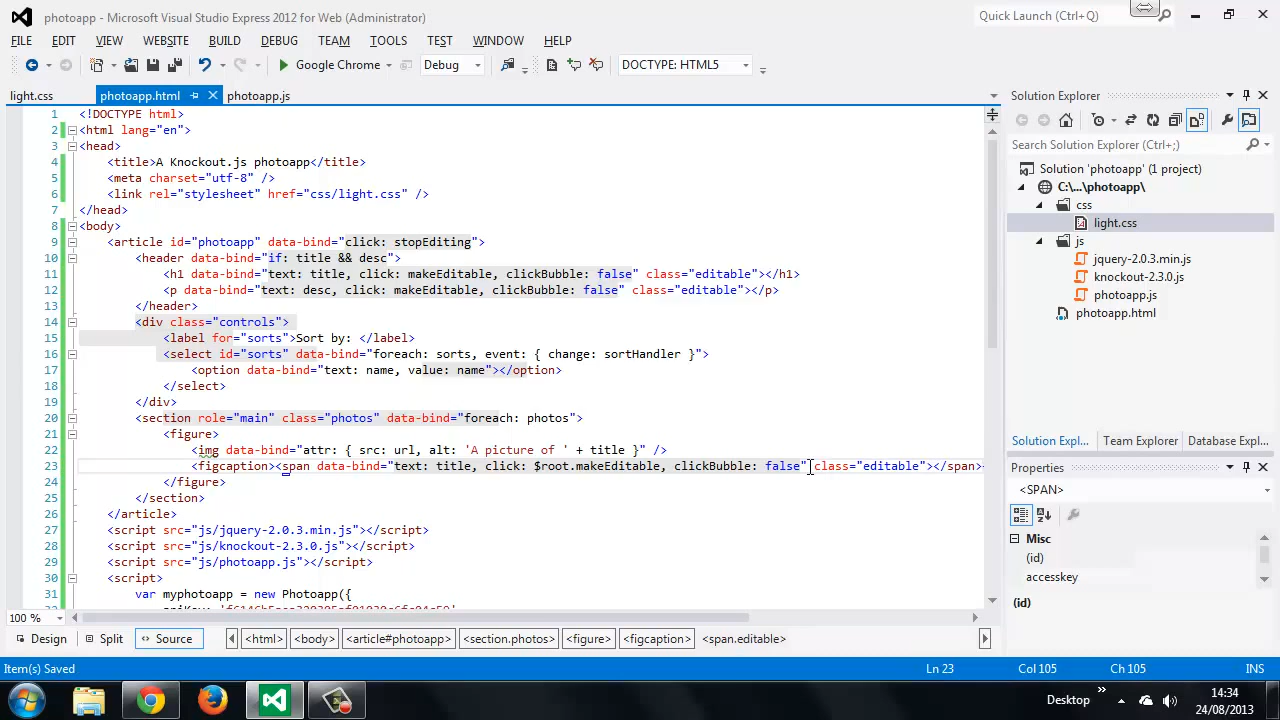 photoapp - Microsoft Visual Studio Express 2012 for Web (Administrator)
Quick Launch (Ctrl+Q)
FILE EDIT VIEW WEBSITE BUILD DEBUG TEAM TOOLS TEST WINDOW HELP
Google Chrome Debug DOCTYPE: HTML5
light.css photoapp.html photoapp.js
1 <!DOCTYPE html>
2 <html lang="en">
3 <head>
4 <title>A Knockout.js photoapp</title>
5 <meta charset="utf-8" />
6 <link rel="stylesheet" href="css/light.css" />
7 </head>
8 <body>
9 <article id="photoapp" data-bind="click: stopEditing">
10 <header data-bind="if: title && desc">
11 <h1 data-bind="text: title, click: makeEditable, clickBubble: false" class="editable"></h1>
12 <p data-bind="text: desc, click: makeEditable, clickBubble: false" class="editable"></p>
13 </header>
14 <div class="controls">
15 <label for="sorts">Sort by: </label>
16 <select id="sorts" data-bind="foreach: sorts, event: { change: sortHandler }">
17 <option data-bind="text: name, value: name"></option>
18 </select>
19 </div>
20 <section role="main" class="photos" data-bind="foreach: photos">
21 <figure>
22 <img data-bind="attr: { src: url, alt: 'A picture of ' + title }" />
23 <figcaption><span data-bind="text: title, click: $root.makeEditable, clickBubble: false" class="editable"></span>
24 </figure>
25 </section>
26 </article>
27 <script src="js/jquery-2.0.3.min.js"></script>
28 <script src="js/knockout-2.3.0.js"></script>
29 <script src="js/photoapp.js"></script>
30 <script>
31 var myphotoapp = new Photoapp({
100 %
Design Split Source <html> <body> <article#photoapp> <section.photos> <figure> <figcaption> <span.editable>
Solution Explorer
Search Solution Explorer (Ctrl+;)
Solution 'photoapp' (1 project)
C:\...\photoapp\
css
light.css
js
jquery-2.0.3.min.js
knockout-2.3.0.js
photoapp.js
photoapp.html
Solution Explo... Team Explorer Database Expl...
Properties
<SPAN>
Misc
(id)
accesskey
(id)
Item(s) Saved Ln 23 Col 105 Ch 105 INS
Desktop
14:34
24/08/2013